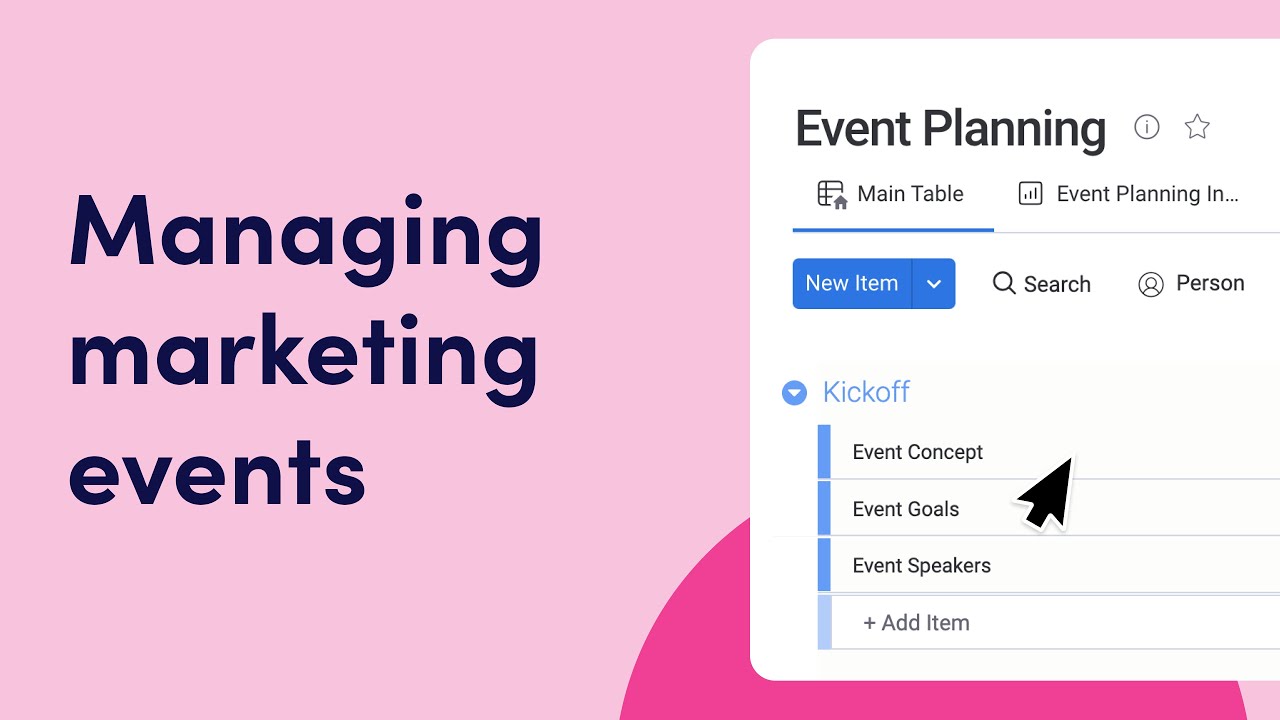 Managing
marketing
events
Event Planning
Main Table
Event Planning In...
New Item
Search
Person
Kickoff
Event Concept
Event Goals
Event Speakers
+ Add Item